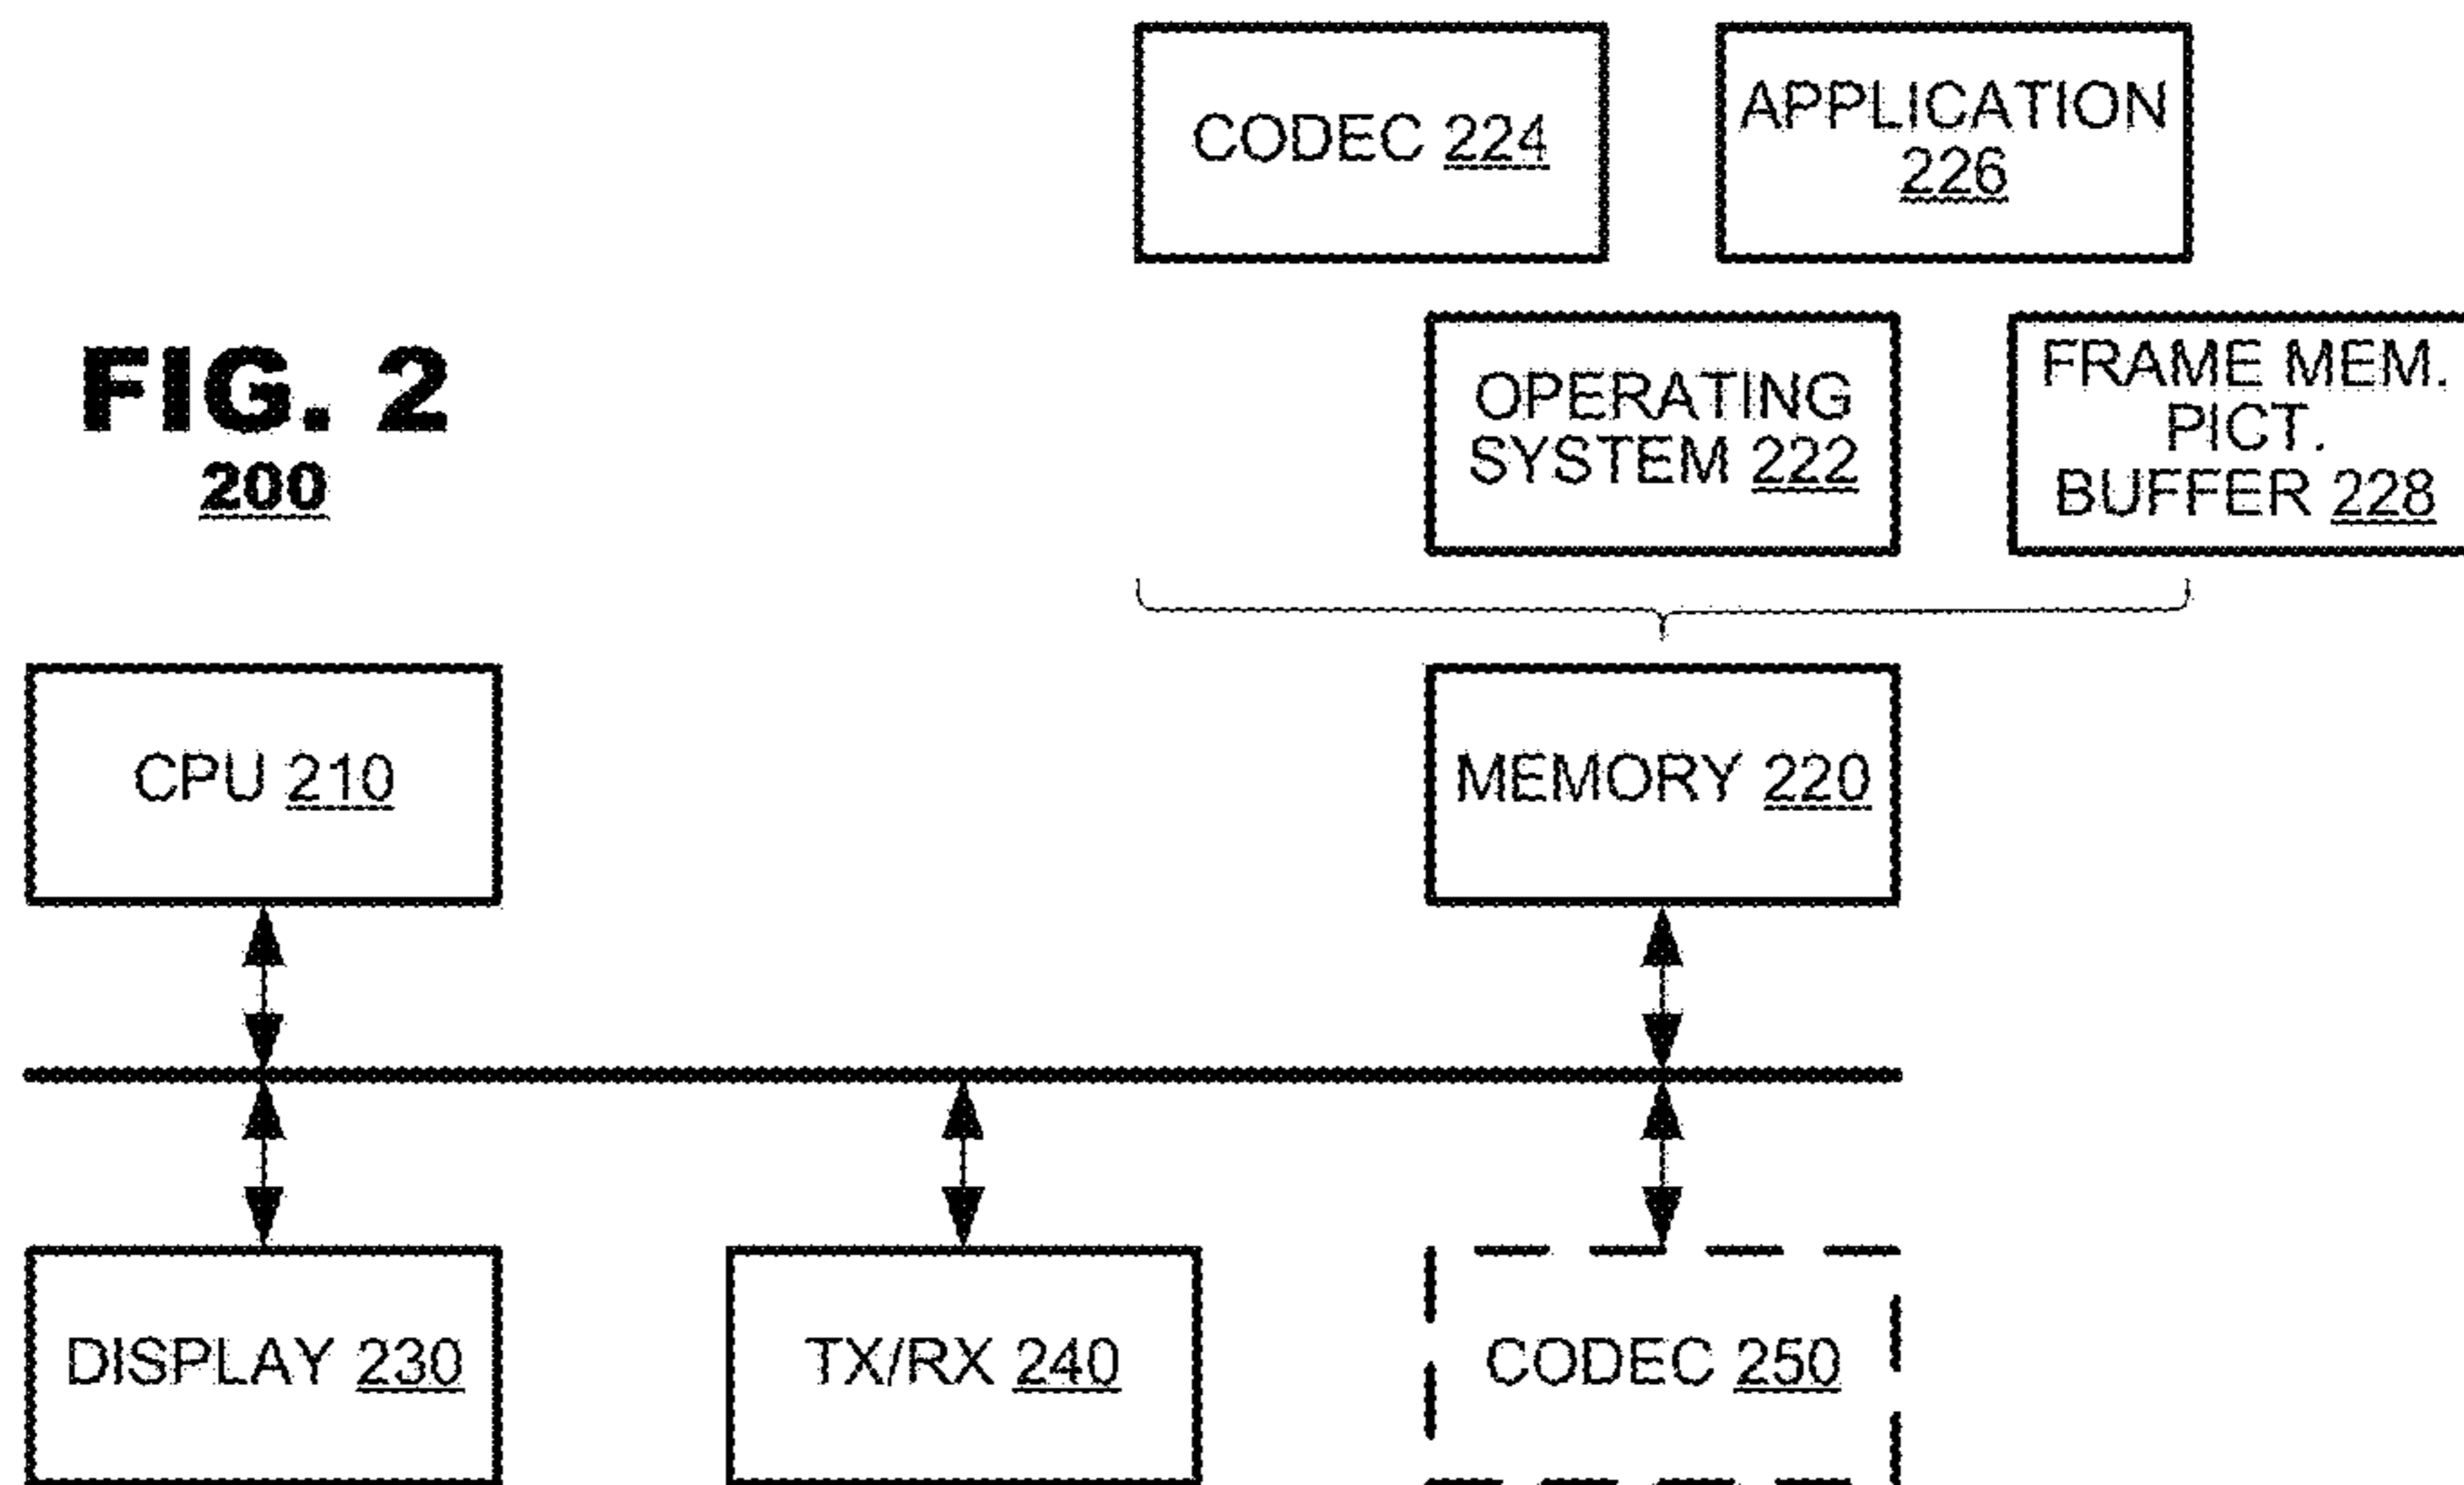 CODEC 224
APPLICATION
226
FIG. 2
200
OPERATING
SYSTEM 222
FRAME MEM.
PICT.
BUFFER 228
CPU 210
MEMORY 220
DISPLAY 230
TX/RX 240
CODEC 250